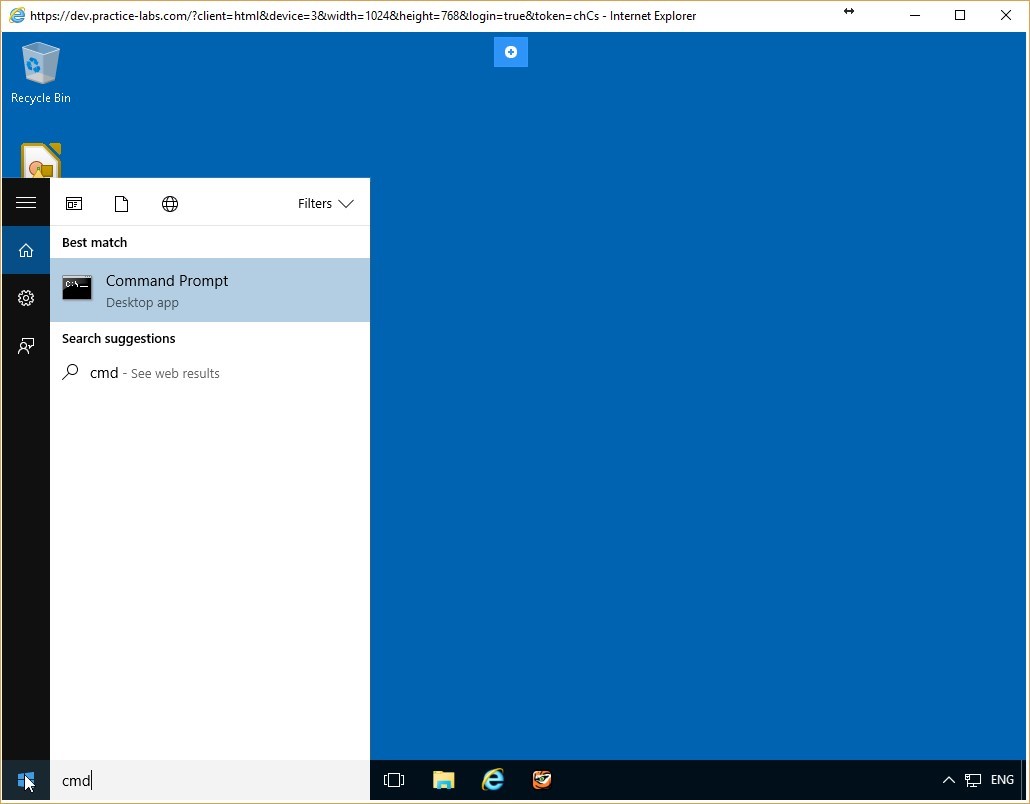 https://dev.practice-labs.com/?client=html&device=3&width=1024&height=768&login=true&token=chCs - Internet Explorer
Recycle Bin
Filters
Best match
C:\_
Command Prompt
Desktop app
Search suggestions
cmd - See web results
cmd
ENG